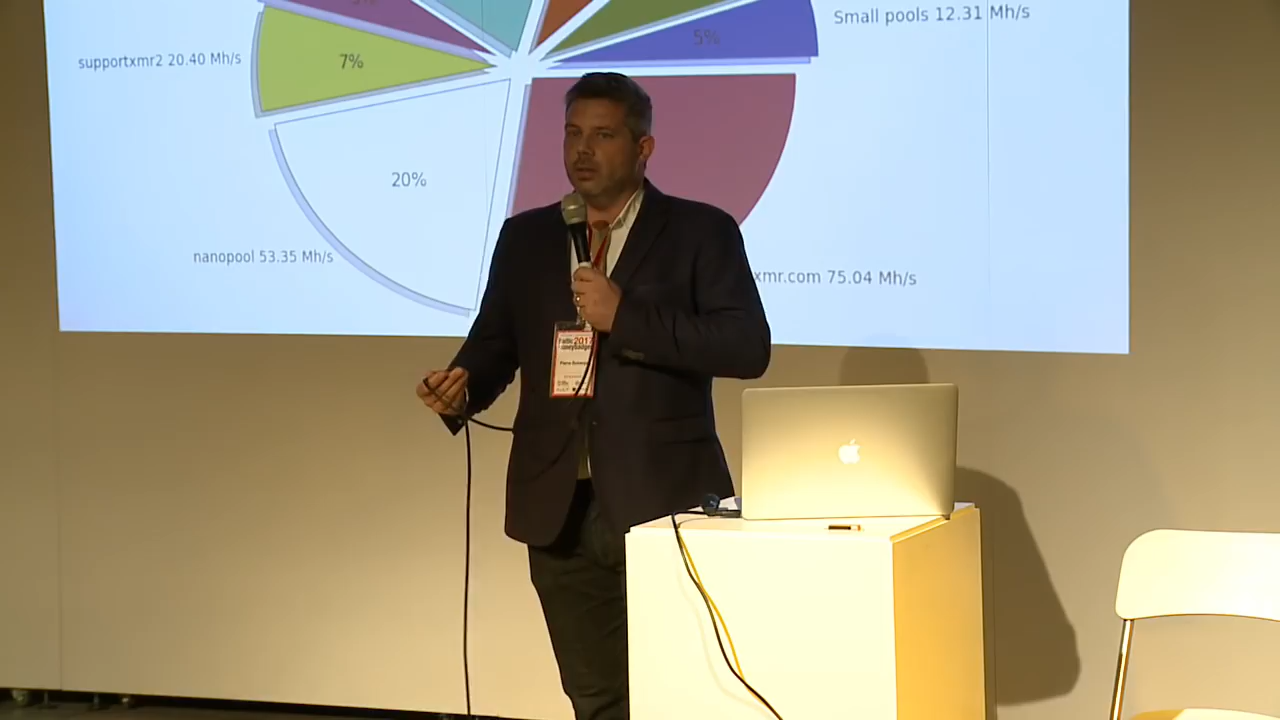 Small pools 12.31 Mh/s
5%
supportxmr2 20.40 Mh/s
7%
20%
nanopool 53.35 Mh/s
xmr.com 75.04 Mh/s
2017